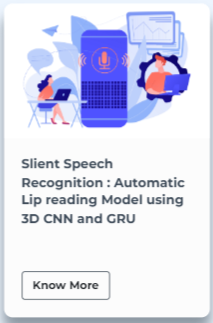 Slient Speech
Recognition : Automatic
Lip reading Model using
3D CNN and GRU
Know More